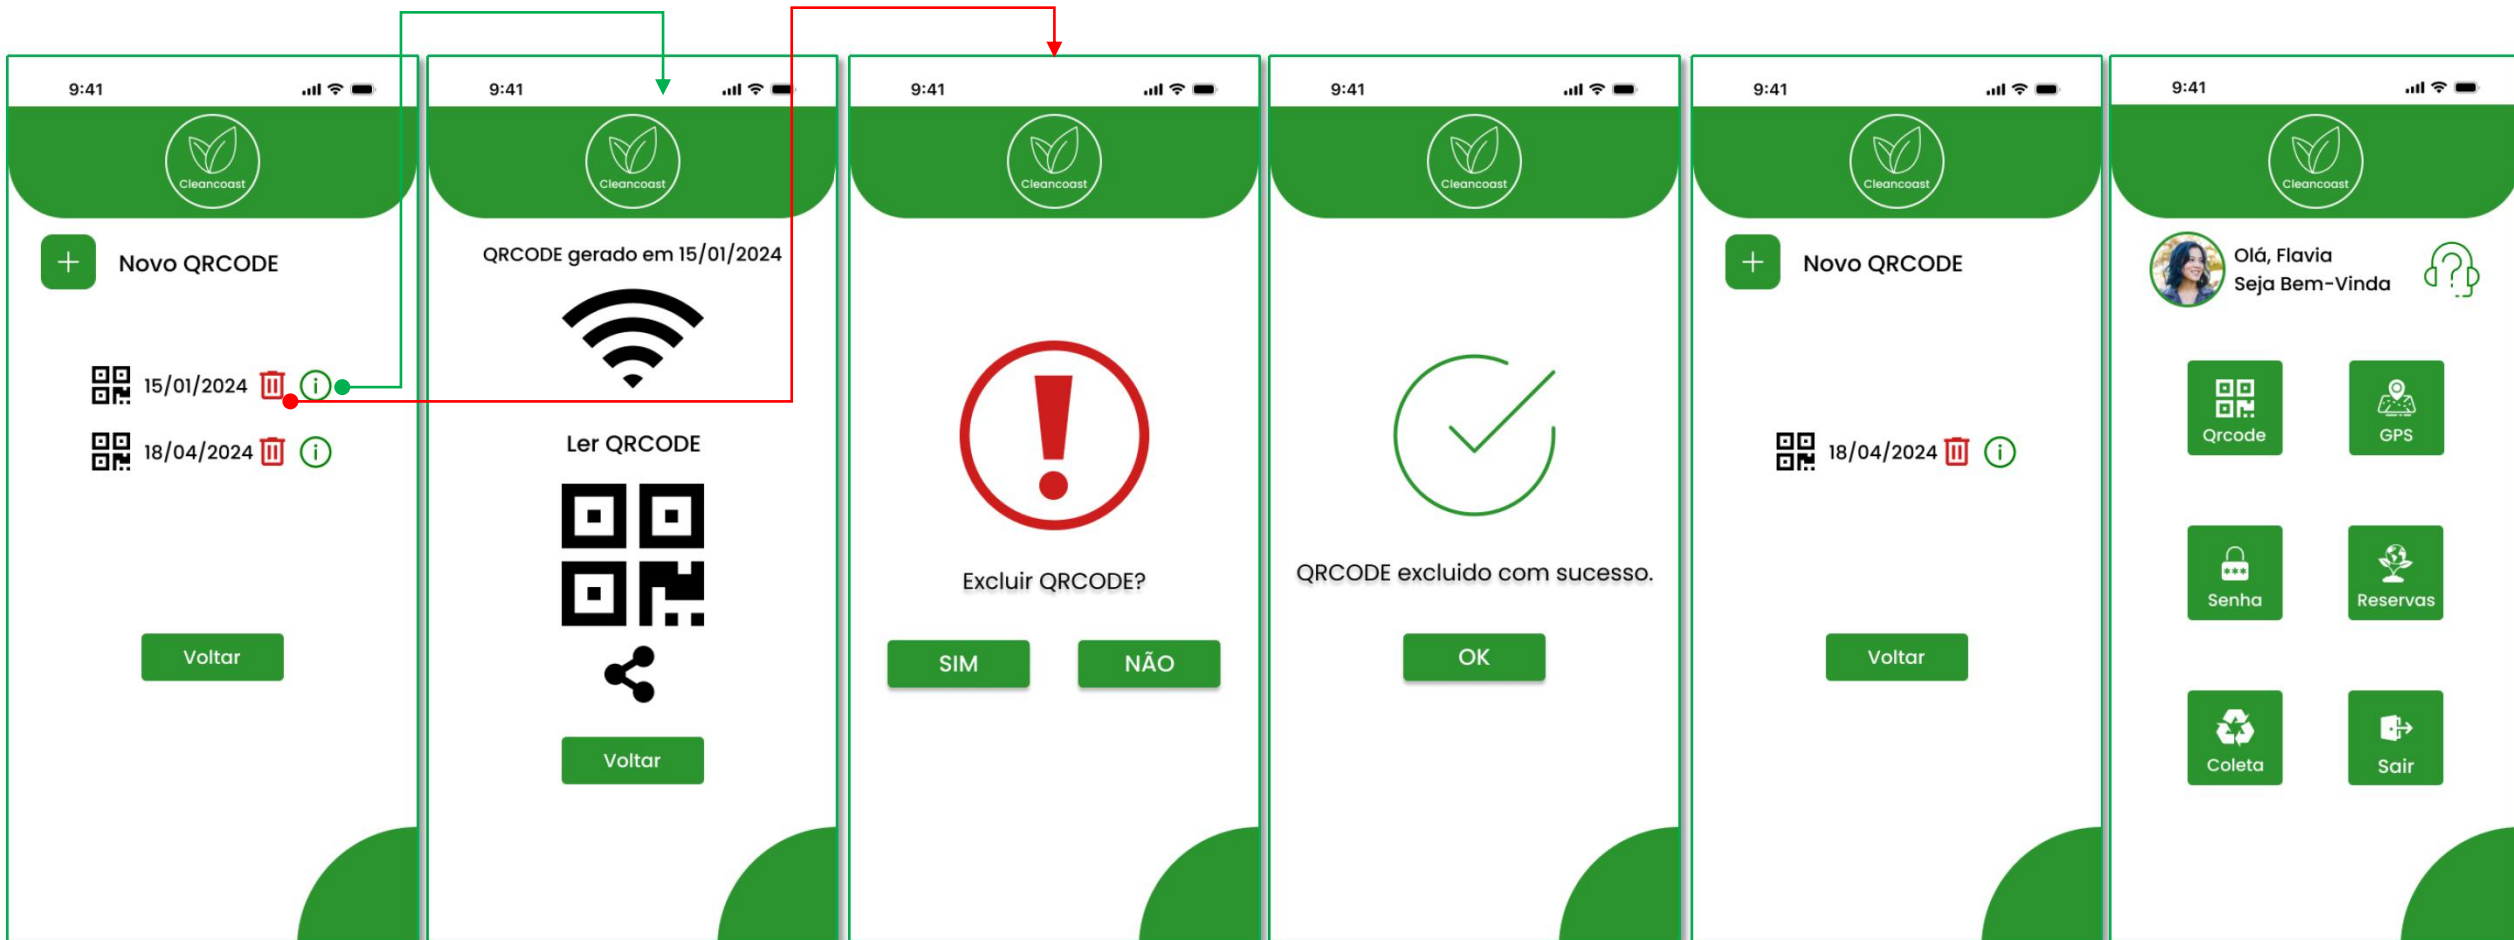 9:41
Cleancoast
Novo QRCODE
15/01/2024
18/04/2024
Voltar
9:41
Cleancoast
QRCODE gerado em 15/01/2024
Ler QRCODE
Voltar
9:41
Cleancoast
Excluir QRCODE?
SIM NÃO
9:41
Cleancoast
QRCODE excluido com sucesso.
OK
9:41
Cleancoast
Novo QRCODE
18/04/2024
Voltar
9:41
Cleancoast
Olá, Flavia
Seja Bem-Vinda
Qrcode GPS
Senha Reservas
Coleta Sair